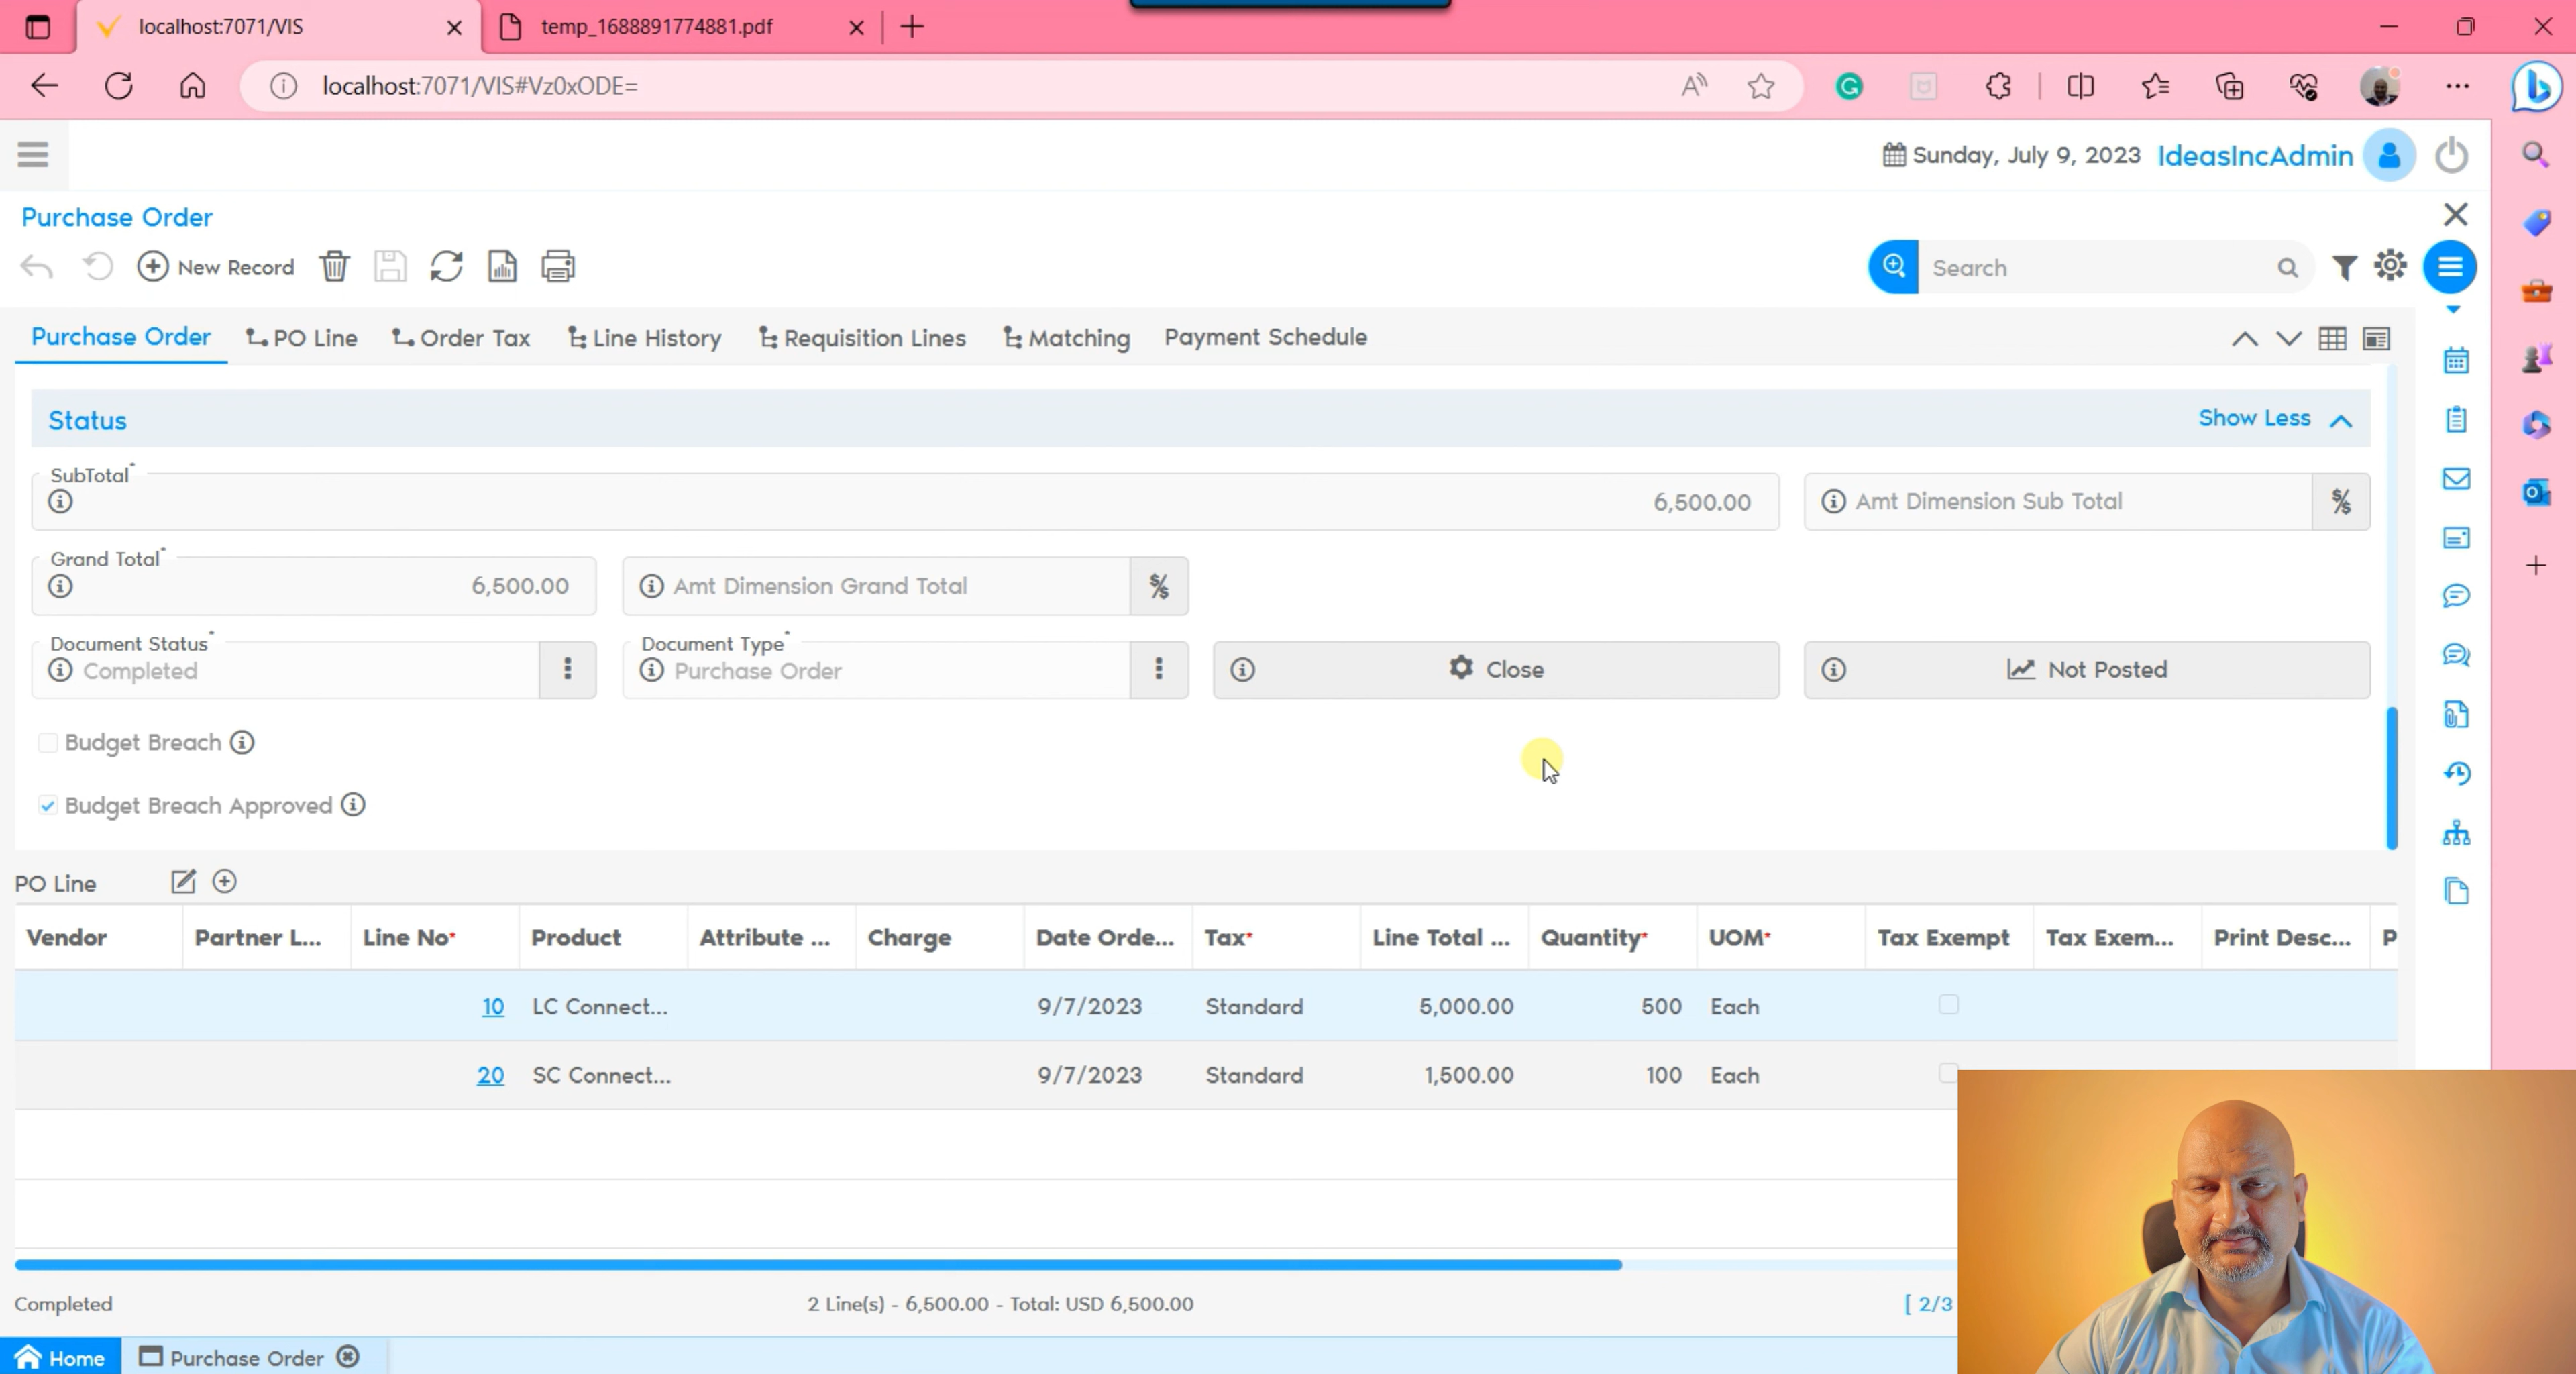 localhost:7071/VIS
temp_1688891774881.pdf
localhost:7071/VIS#Vz0xODE=
Sunday, July 9, 2023 IdeasIncAdmin
Purchase Order
New Record
Search
Purchase Order PO Line Order Tax Line History Requisition Lines Matching Payment Schedule
Status
Show Less
SubTotal*
6,500.00
Amt Dimension Sub Total
Grand Total*
6,500.00
Amt Dimension Grand Total
Document Status*
Completed
Document Type*
Purchase Order
Close
Not Posted
Budget Breach
Budget Breach Approved
PO Line
Vendor Partner L... Line No* Product Attribute ... Charge Date Orde... Tax* Line Total ... Quantity* UOM* Tax Exempt Tax Exem... Print Desc... P
10 LC Connect... 9/7/2023 Standard 5,000.00 500 Each
20 SC Connect... 9/7/2023 Standard 1,500.00 100 Each
Completed
2 Line(s) - 6,500.00 - Total: USD 6,500.00
[ 2/3
Home
Purchase Order